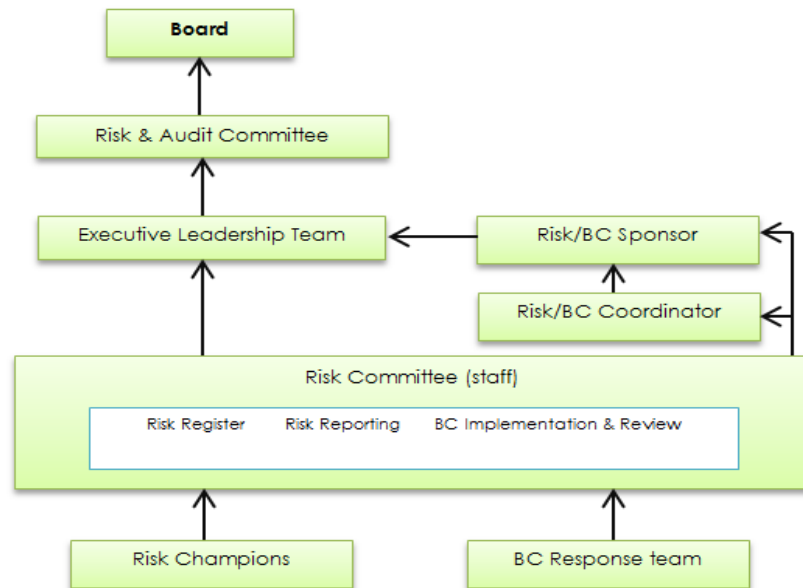 Board
Risk & Audit Committee
Executive Leadership Team
Risk/BC Sponsor
Risk/BC Coordinator
Risk Committee (staff)
Risk Register Risk Reporting BC Implementation & Review
Risk Champions
BC Response team